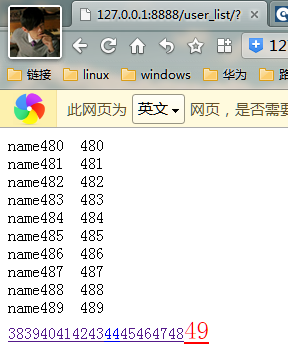 127.0.0.1:8888/user_list/?
127
链接 linux windows 华为
此网页为 英文 网页，是否需要
name480 480
name481 481
name482 482
name483 483
name484 484
name485 485
name486 486
name487 487
name488 488
name489 489
383940414243444546474849